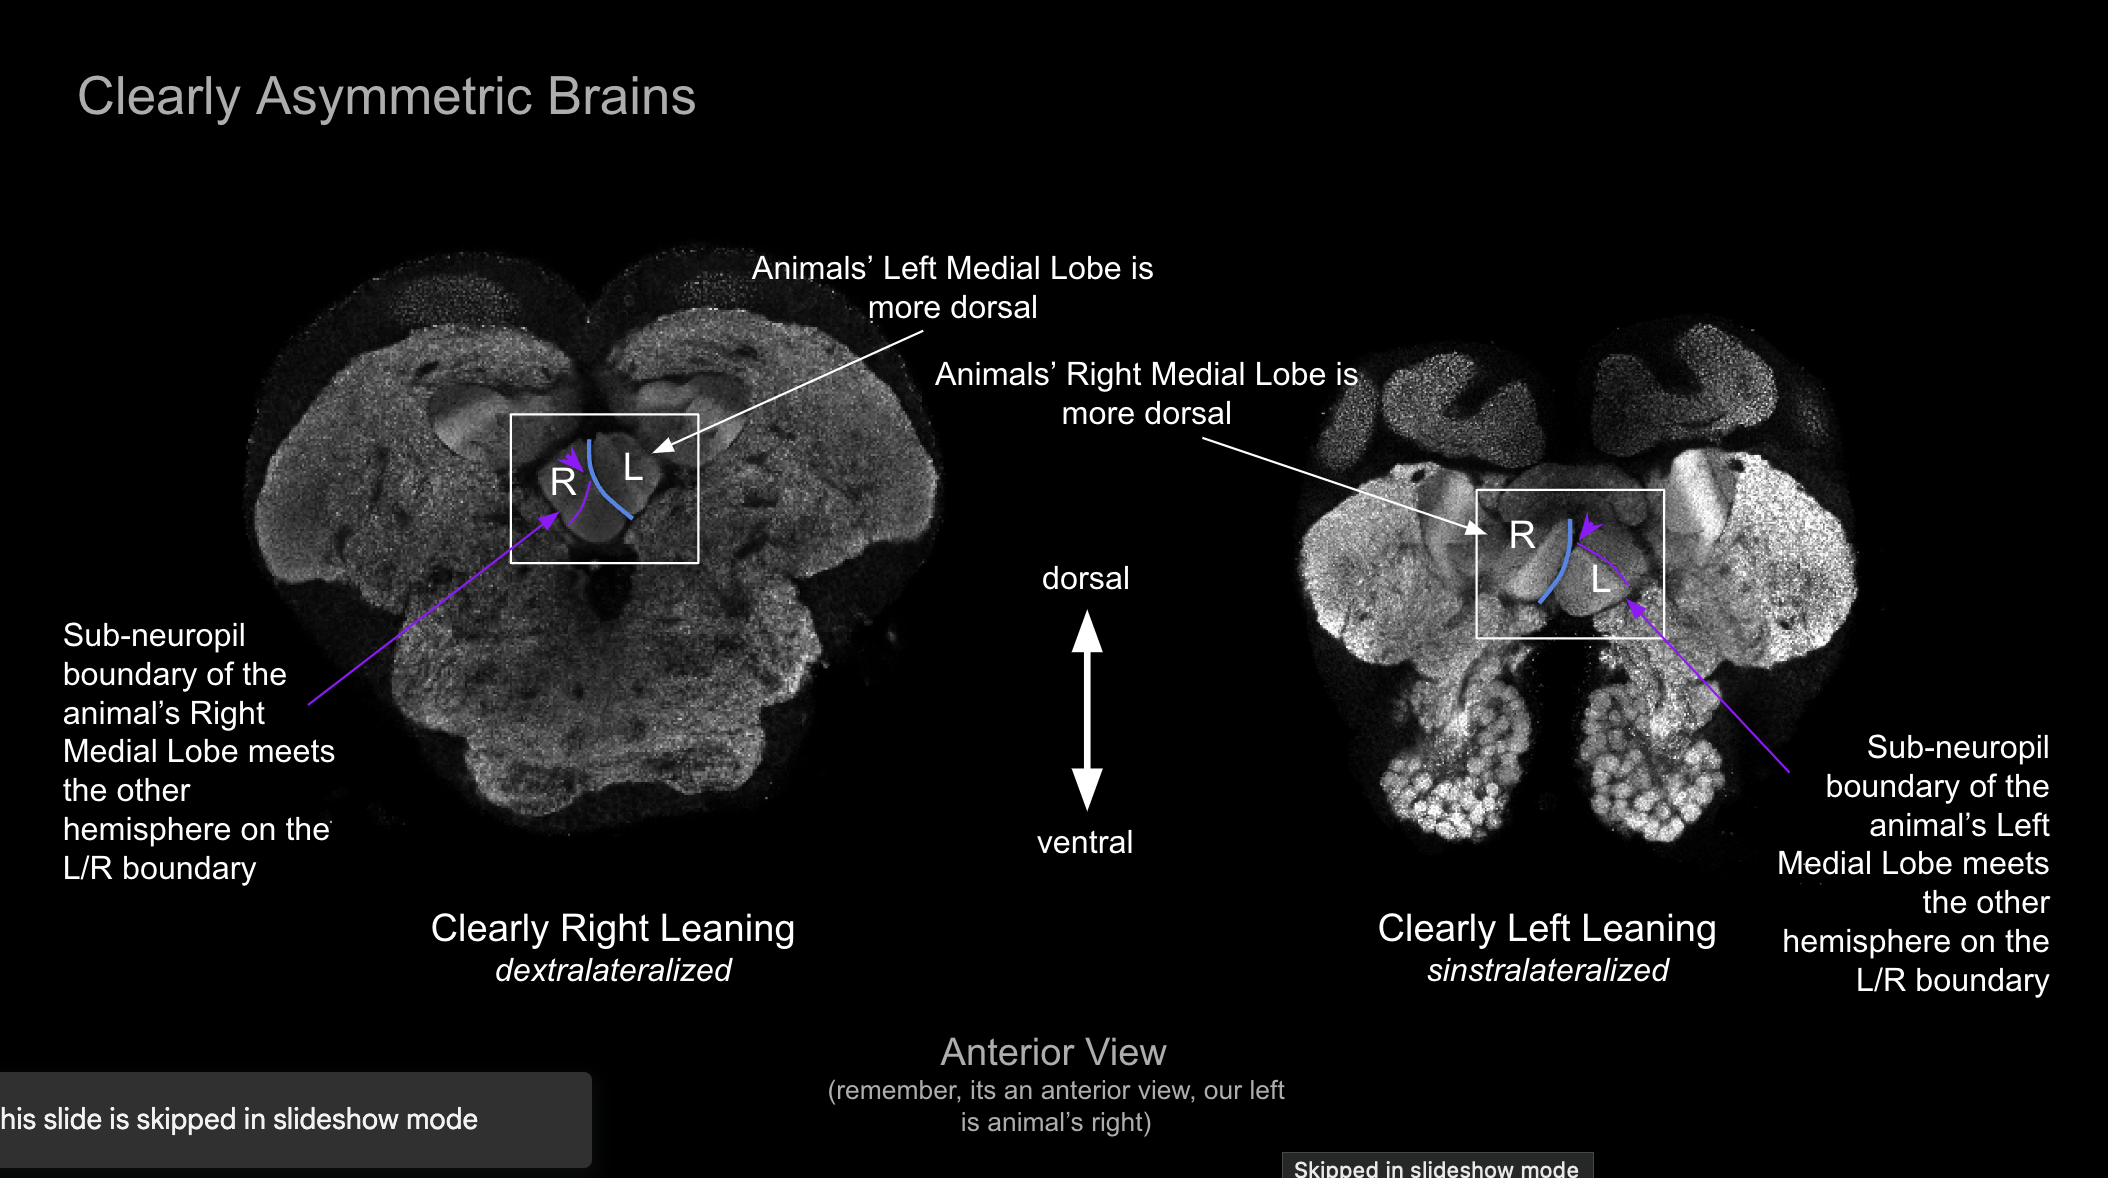 Clearly Asymmetric Brains
Animals’ Left Medial Lobe is
more dorsal
Animals’ Right Medial Lobe is
more dorsal
R
L
R
L
dorsal
ventral
Sub-neuropil
boundary of the
animal’s Right
Medial Lobe meets
the other
hemisphere on the
L/R boundary
Sub-neuropil
boundary of the
animal’s Left
Medial Lobe meets
the other
hemisphere on the
L/R boundary
Clearly Right Leaning
dextralateralized
Clearly Left Leaning
sinstralateralized
Anterior View
(remember, its an anterior view, our left
is animal’s right)
his slide is skipped in slideshow mode
Skipped in slideshow mode